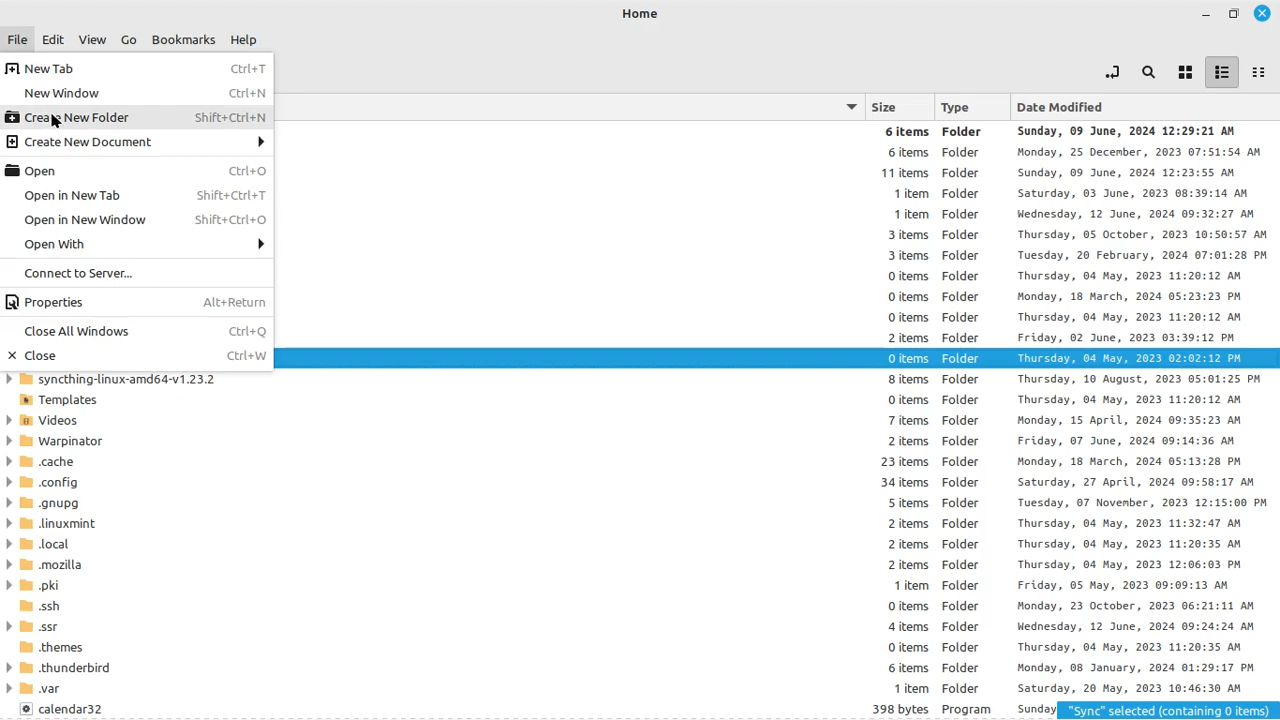 Home
File Edit View Go Bookmarks Help
New Tab Ctrl+T
New Window Ctrl+N
Create New Folder Shift+Ctrl+N
Create New Document
Open Ctrl+O
Open in New Tab Shift+Ctrl+T
Open in New Window Shift+Ctrl+O
Open With
Connect to Server...
Properties Alt+Return
Close All Windows Ctrl+Q
Close Ctrl+W
Size Type Date Modified
6 items Folder Sunday, 09 June, 2024 12:29:21 AM
6 items Folder Monday, 25 December, 2023 07:51:54 AM
11 items Folder Sunday, 09 June, 2024 12:23:55 AM
1 item Folder Saturday, 03 June, 2023 08:39:14 AM
1 item Folder Wednesday, 12 June, 2024 09:32:27 AM
3 items Folder Thursday, 05 October, 2023 10:50:57 AM
3 items Folder Tuesday, 20 February, 2024 07:01:28 PM
0 items Folder Thursday, 04 May, 2023 11:20:12 AM
0 items Folder Monday, 18 March, 2024 05:23:23 PM
0 items Folder Thursday, 04 May, 2023 11:20:12 AM
2 items Folder Friday, 02 June, 2023 03:39:12 PM
0 items Folder Thursday, 04 May, 2023 02:02:12 PM
syncthing-linux-amd64-v1.23.2 8 items Folder Thursday, 10 August, 2023 05:01:25 PM
Templates 0 items Folder Thursday, 04 May, 2023 11:20:12 AM
Videos 7 items Folder Monday, 15 April, 2024 09:35:23 AM
Warpinator 2 items Folder Friday, 07 June, 2024 09:14:36 AM
.cache 23 items Folder Monday, 18 March, 2024 05:13:28 PM
.config 34 items Folder Saturday, 27 April, 2024 09:58:17 AM
.gnupg 5 items Folder Tuesday, 07 November, 2023 12:15:00 PM
.linuxmint 2 items Folder Thursday, 04 May, 2023 11:32:47 AM
.local 2 items Folder Thursday, 04 May, 2023 11:20:35 AM
.mozilla 2 items Folder Thursday, 04 May, 2023 12:06:03 PM
.pki 1 item Folder Friday, 05 May, 2023 09:09:13 AM
.ssh 0 items Folder Monday, 23 October, 2023 06:21:11 AM
.ssr 4 items Folder Wednesday, 12 June, 2024 09:24:24 AM
.themes 0 items Folder Thursday, 04 May, 2023 11:20:35 AM
.thunderbird 6 items Folder Monday, 08 January, 2024 01:29:17 PM
.var 1 item Folder Saturday, 20 May, 2023 10:46:30 AM
calendar32 398 bytes Program Sunday
"Sync" selected (containing 0 items)